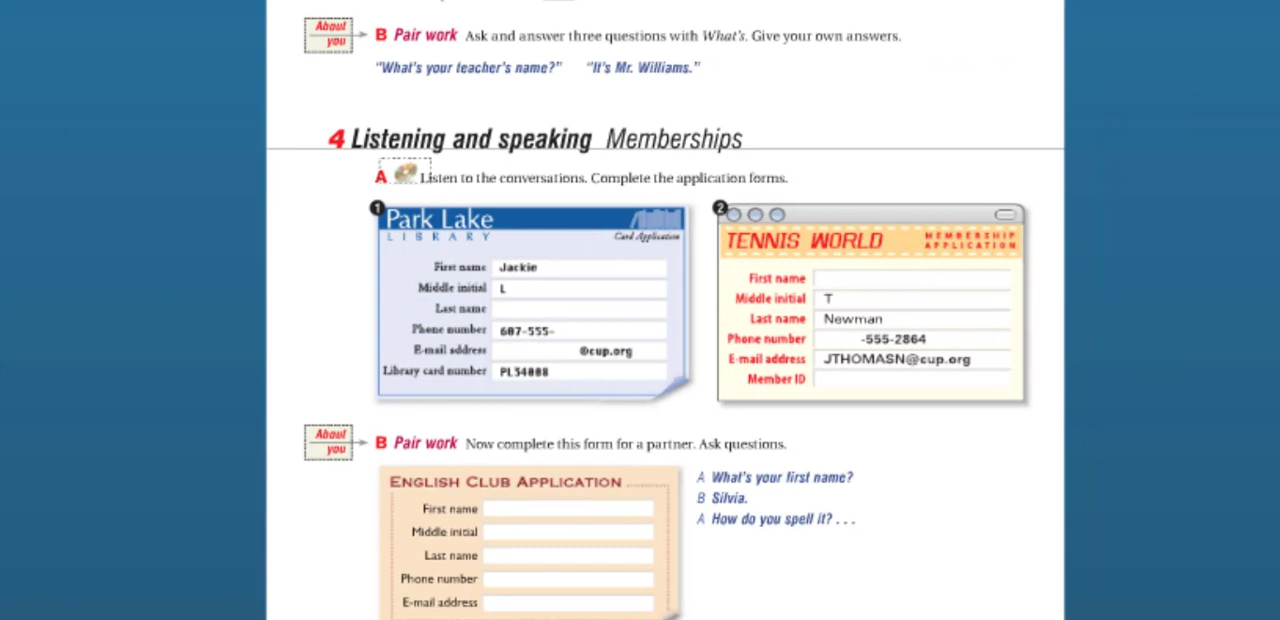 About you
B Pair work Ask and answer three questions with What's. Give your own answers.
"What's your teacher's name?" "It's Mr. Williams."
4 Listening and speaking Memberships
A Listen to the conversations. Complete the application forms.
1
Park Lake
LIBRARY
Card Application
First name Jackie
Middle initial L
Last name
Phone number 607-555-
E-mail address @cup.org
Library card number PL54008
2
TENNIS WORLD
MEMBERSHIP
APPLICATION
First name
Middle initial T
Last name Newman
Phone number -555-2864
E-mail address JTHOMASN@cup.org
Member ID
About you
B Pair work Now complete this form for a partner. Ask questions.
ENGLISH CLUB APPLICATION
First name
Middle initial
Last name
Phone number
E-mail address
A What's your first name?
B Silvia.
A How do you spell it? . . .